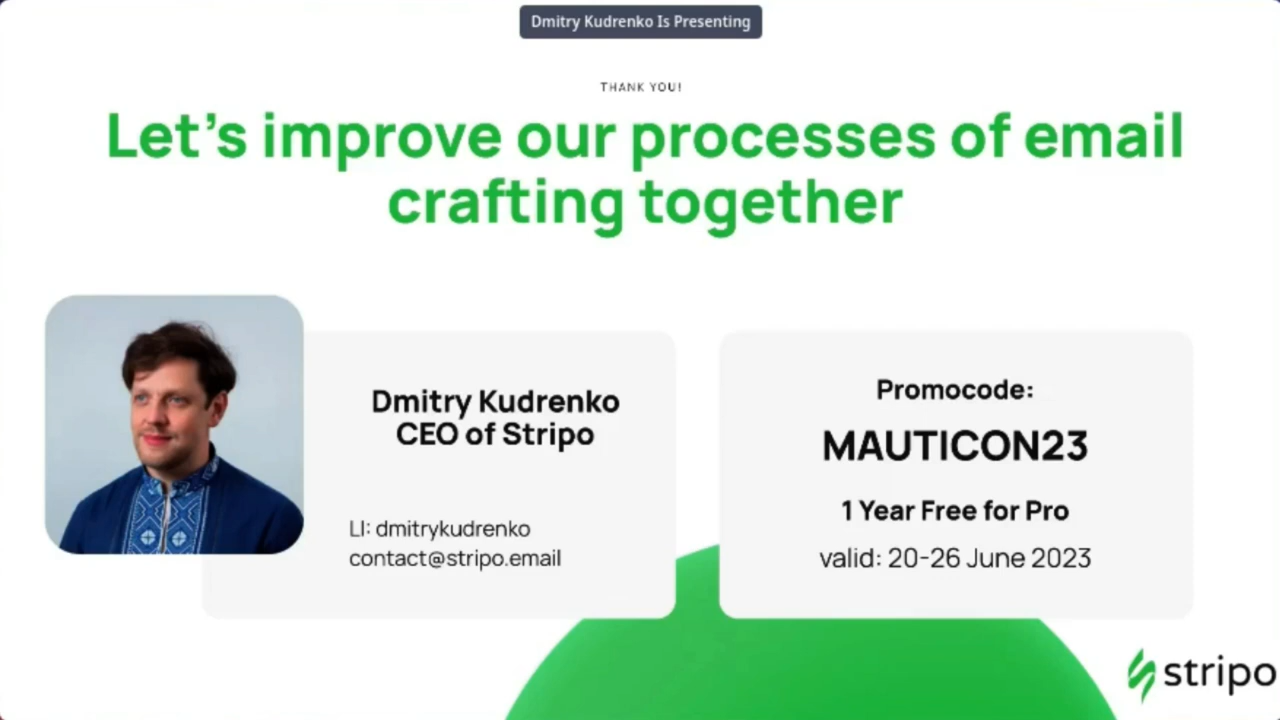 Dmitry Kudrenko Is Presenting
THANK YOU!
Let's improve our processes of email
crafting together
Dmitry Kudrenko
CEO of Stripo
LI: dmitrykudrenko
contact@stripo.email
Promocode:
MAUTICON23
1 Year Free for Pro
valid: 20-26 June 2023
stripo